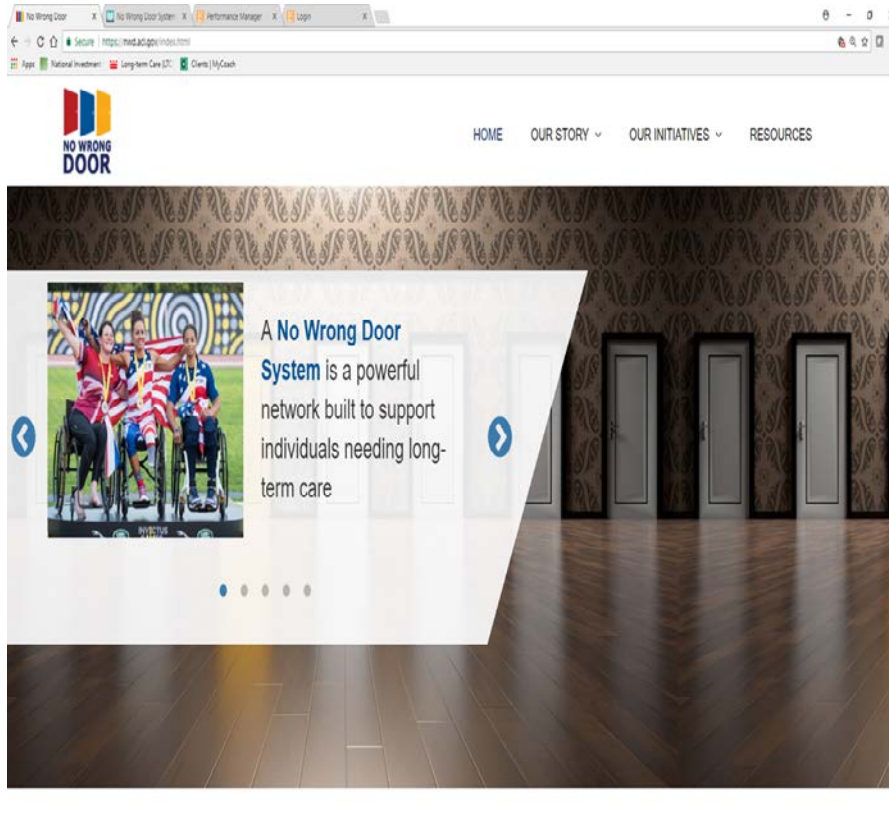 No Wrong Door
No Wrong Door System
Performance Manager
Login
Secure
https://nwd.acl.gov/index.html
Apps
National Investment
Long-term Care (LTC
Clients | MyCoach
NO WRONG
DOOR
HOME
OUR STORY
OUR INITIATIVES
RESOURCES
A No Wrong Door
System is a powerful
network built to support
individuals needing long-
term care
INVICTUS